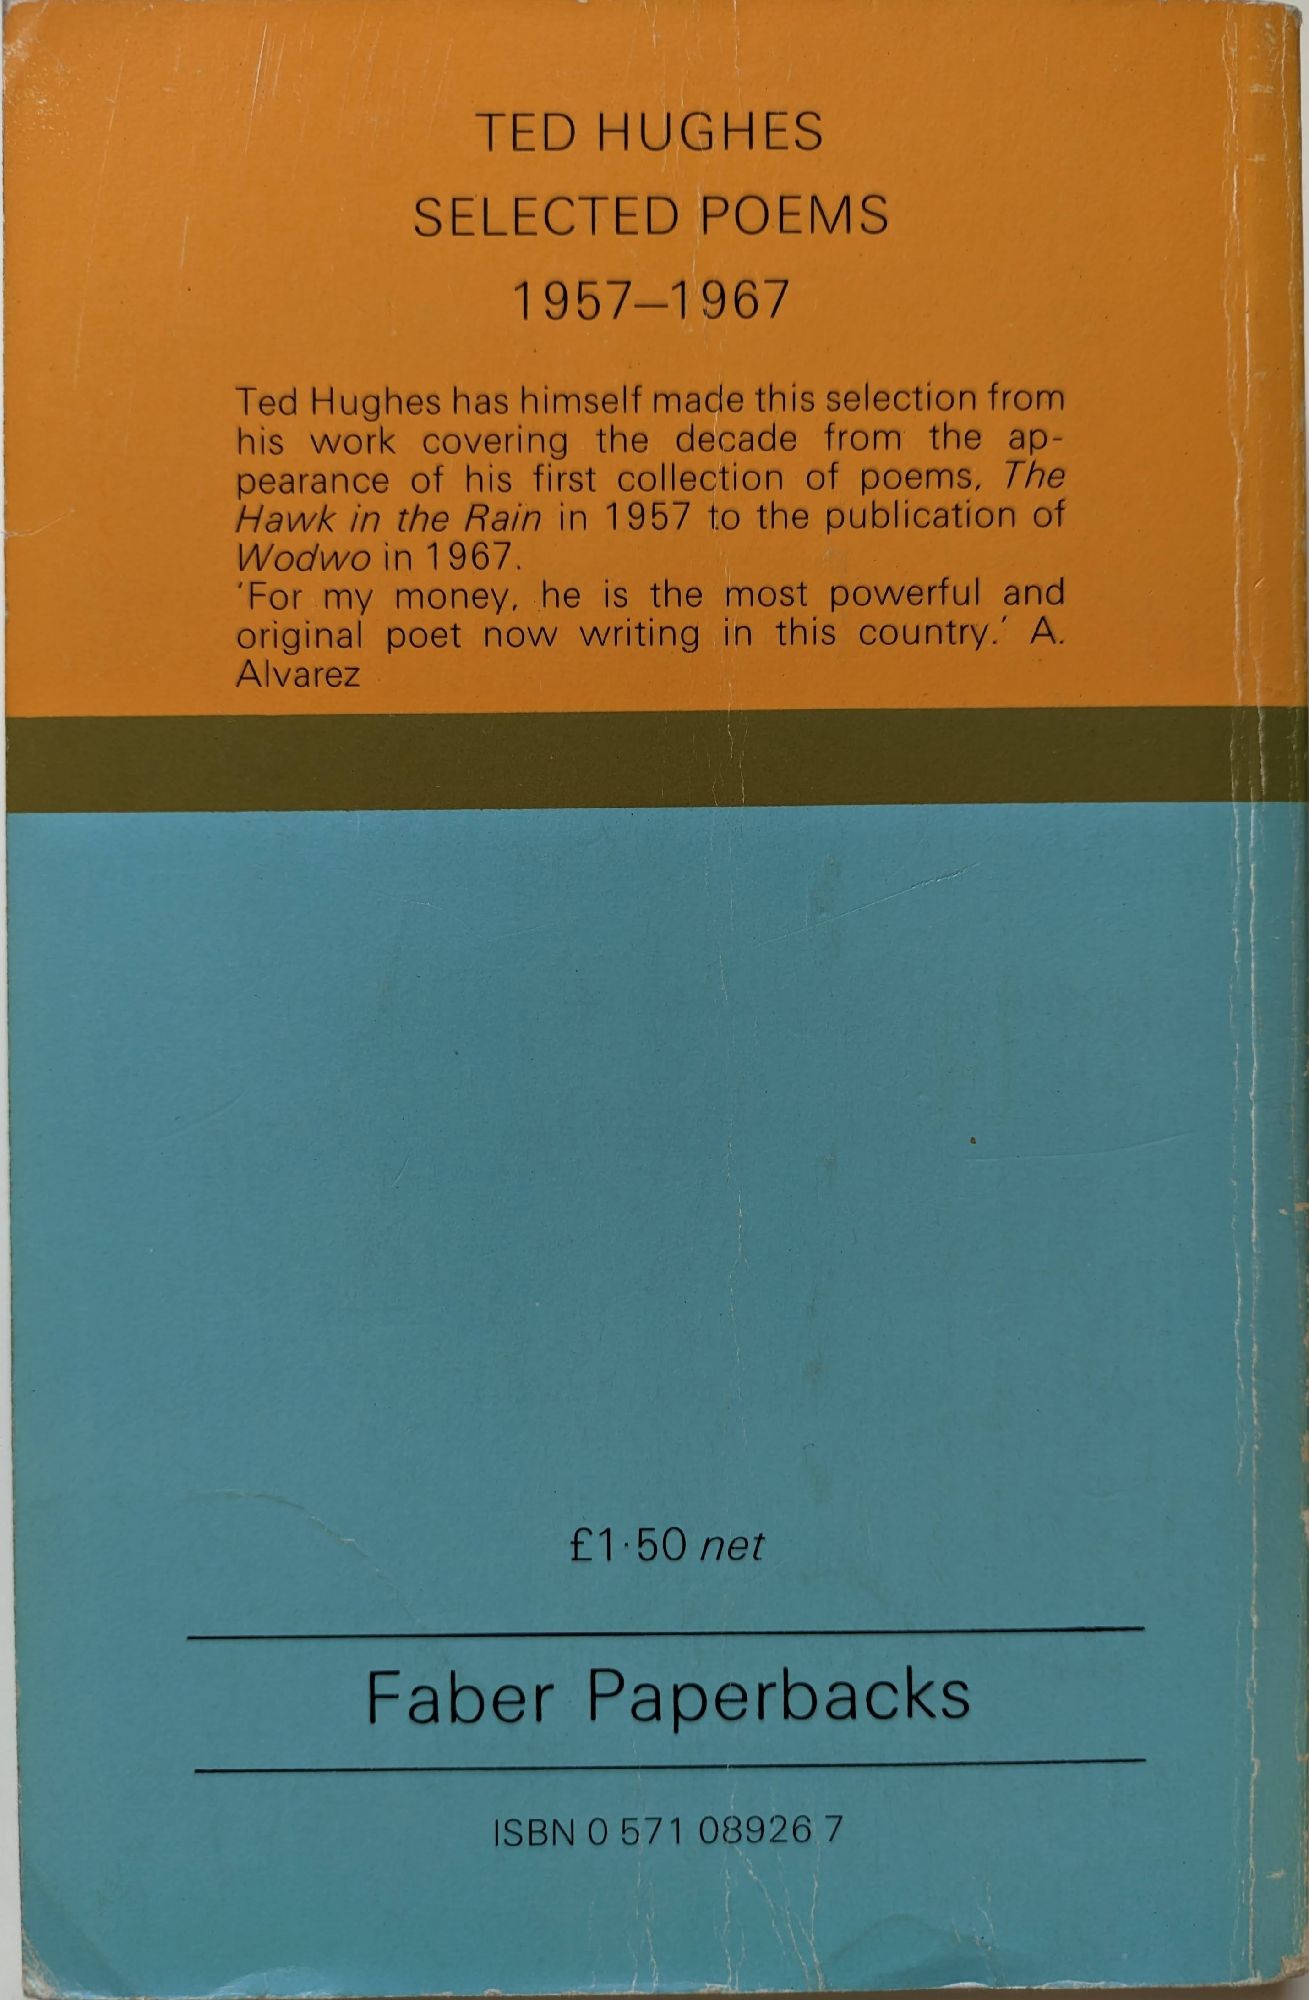 TED HUGHES
SELECTED POEMS
1957–1967
Ted Hughes has himself made this selection from
his work covering the decade from the ap-
pearance of his first collection of poems, The
Hawk in the Rain in 1957 to the publication of
Wodwo in 1967.
‘For my money, he is the most powerful and
original poet now writing in this country.’ A.
Alvarez
£1·50 net
Faber Paperbacks
ISBN 0 571 08926 7